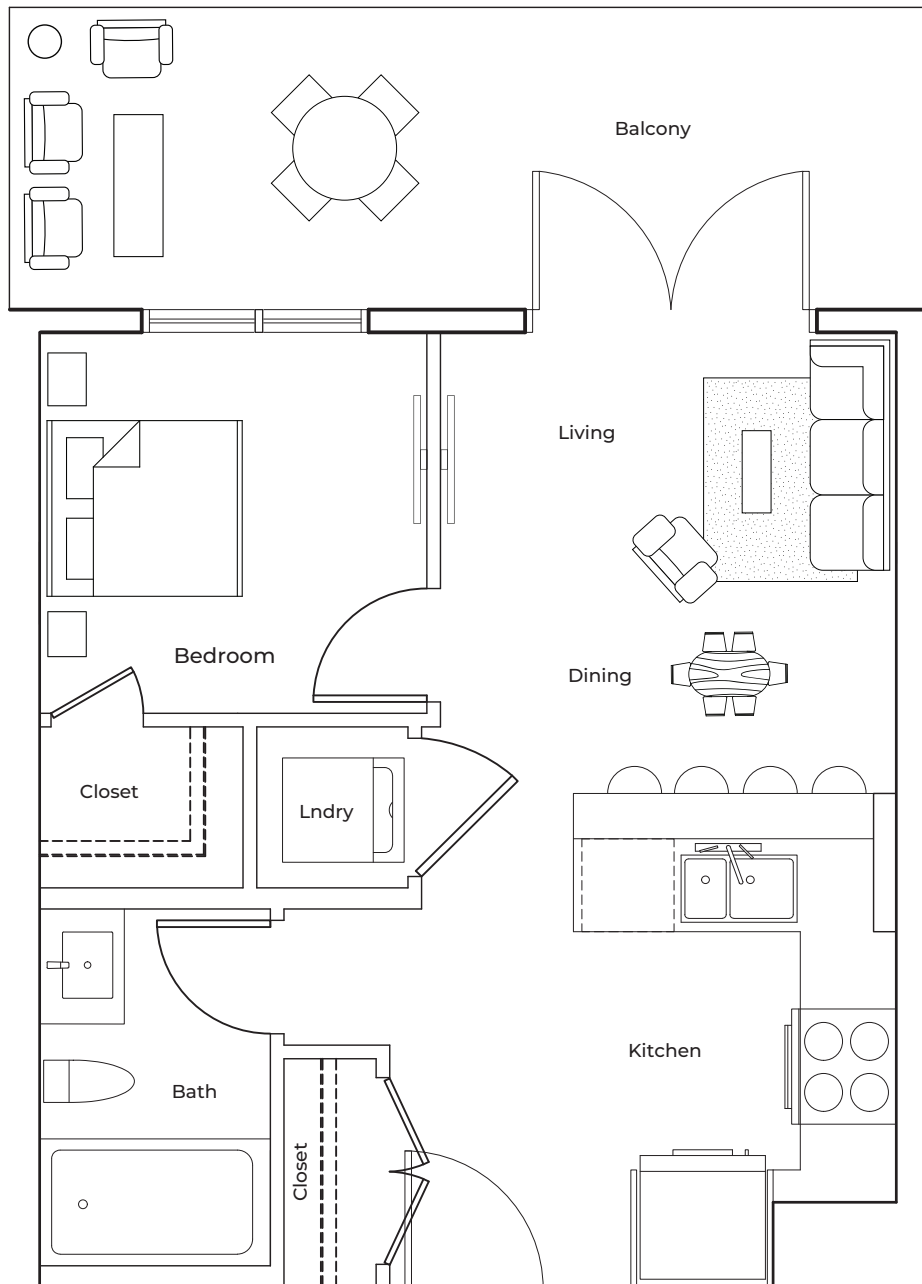 Balcony
Living
Bedroom
Dining
Closet
Lndry
Kitchen
Bath
Closet